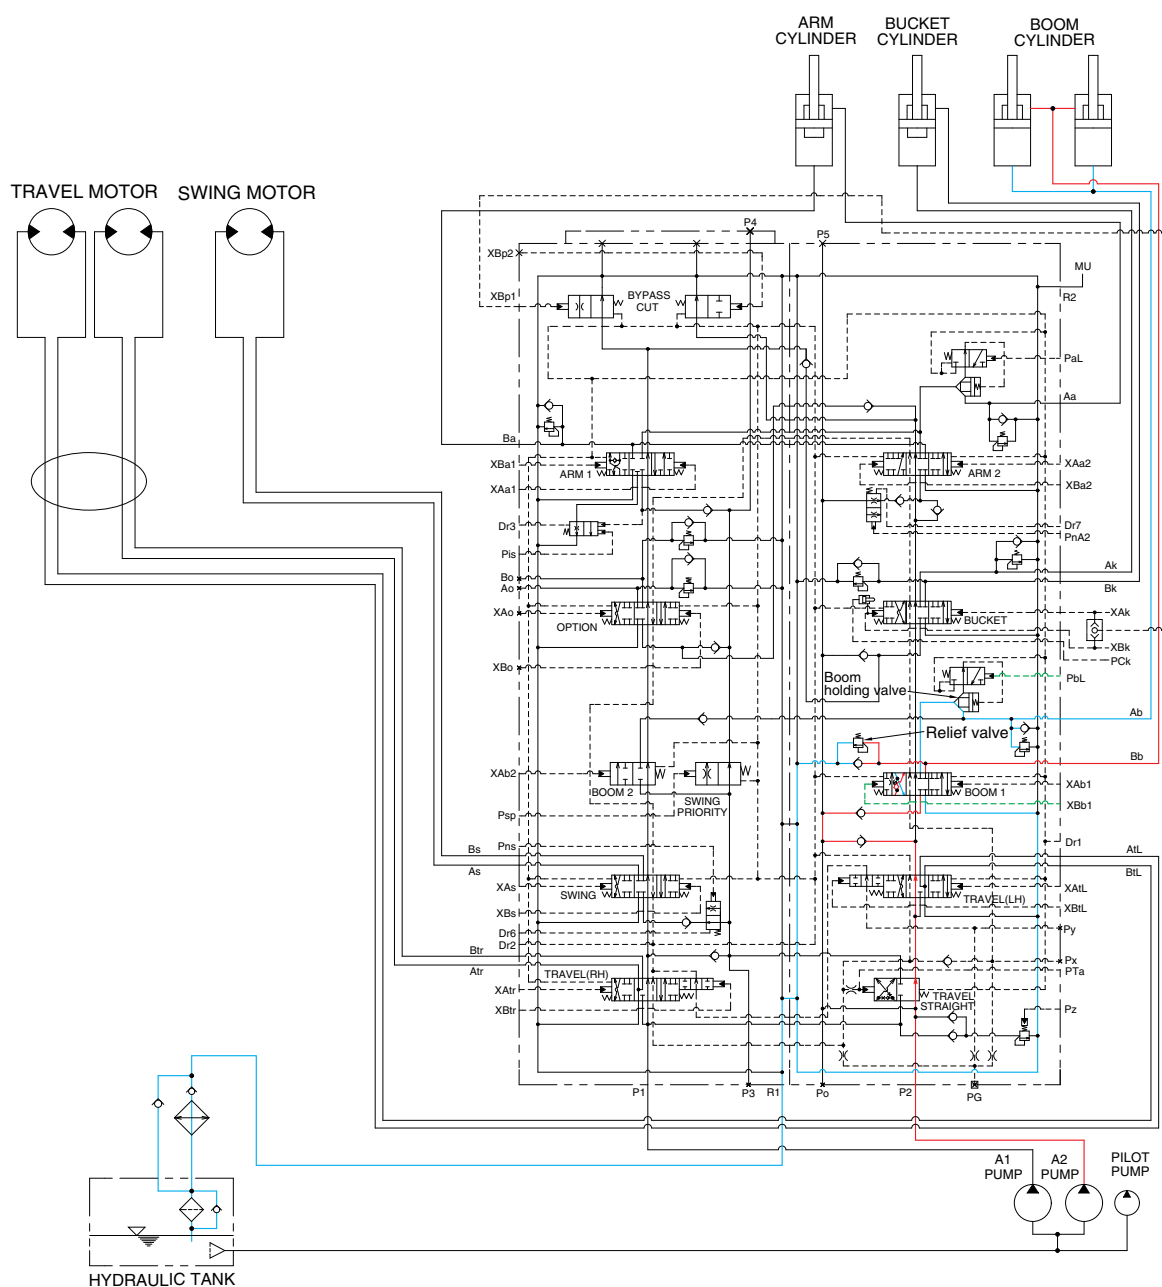 ARM
CYLINDER
BUCKET
CYLINDER
BOOM
CYLINDER
TRAVEL MOTOR
SWING MOTOR
P4
P5
XBp2
MU
XBp1
BYPASS
CUT
R2
PaL
Aa
Ba
XBa1
ARM 1
XAa1
ARM 2
XAa2
XBa2
Dr3
Pis
Dr7
PnA2
Bo
Ao
Ak
Bk
XAo
OPTION
BUCKET
XAk
XBo
XBk
PCk
Boom
holding valve
PbL
Ab
Relief valve
Bb
XAb2
BOOM 2
SWING
PRIORITY
BOOM 1
XAb1
XBb1
Psp
Pns
Dr1
Bs
As
AtL
BtL
XAs
SWING
TRAVEL(LH)
XAtL
XBs
XBtL
Dr6
Dr2
Py
Btr
Atr
TRAVEL(RH)
Px
PTa
XAtr
TRAVEL
STRAIGHT
XBtr
Pz
P1
P3
R1
Po
P2
PG
A1
PUMP
A2
PUMP
PILOT
PUMP
HYDRAULIC TANK